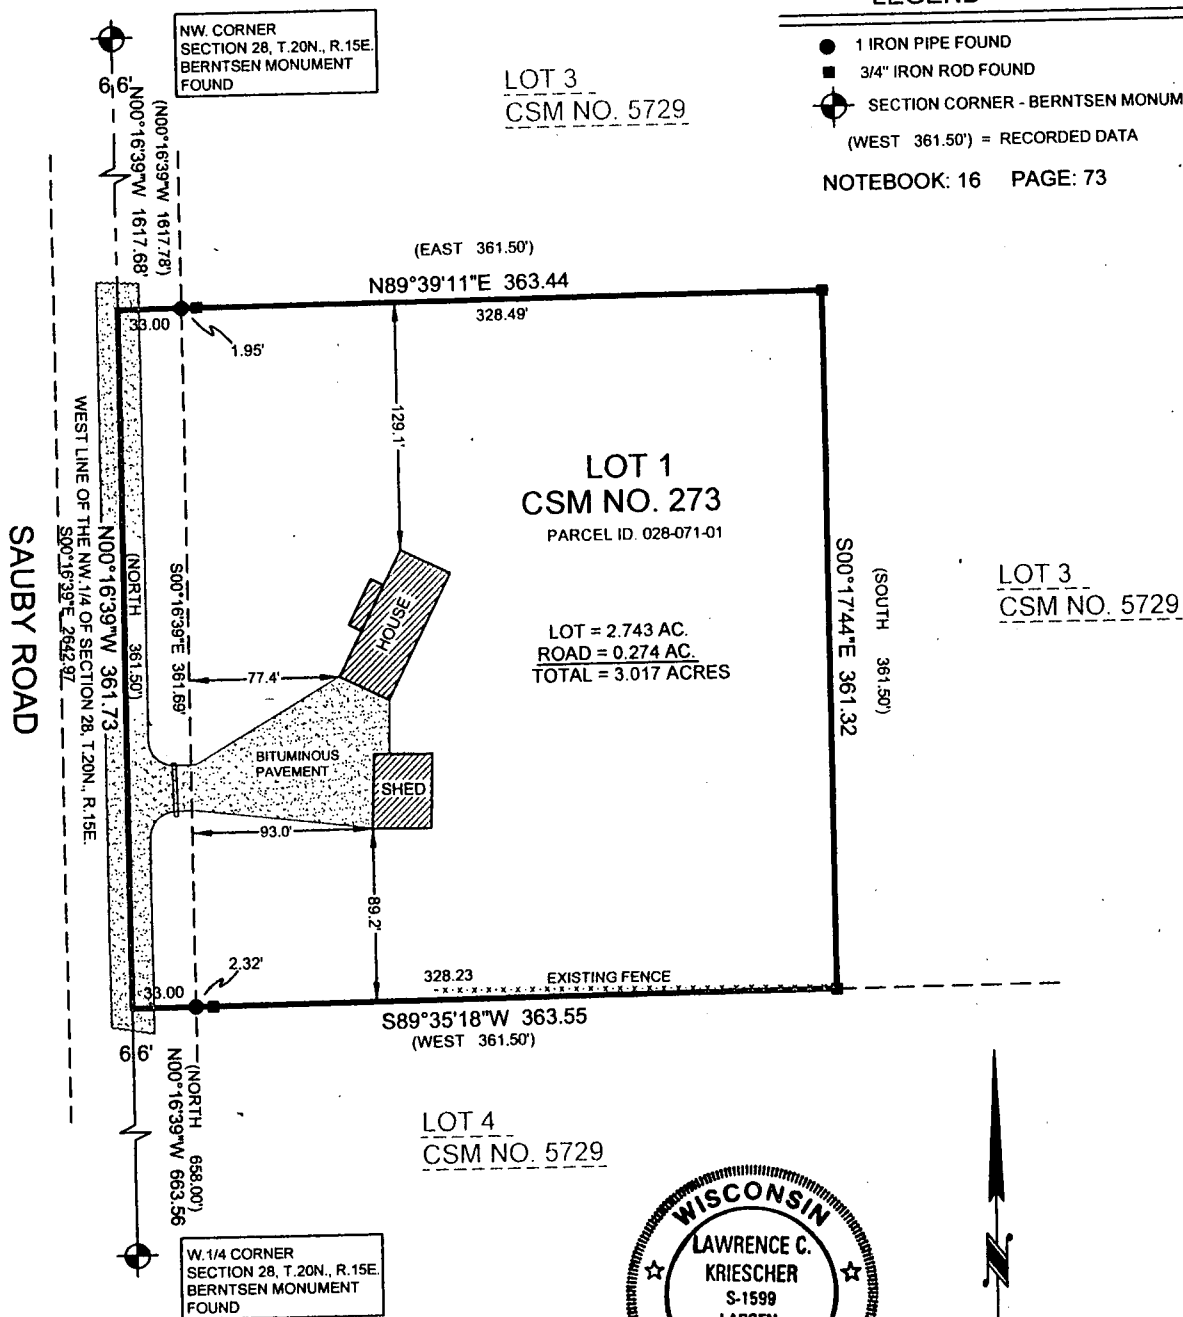 LEGEND
NW. CORNER
SECTION 28, T.20N., R.15E.
BERNTSEN MONUMENT
FOUND
1 IRON PIPE FOUND
3/4" IRON ROD FOUND
SECTION CORNER - BERNTSEN MONUM
(WEST 361.50') = RECORDED DATA
NOTEBOOK: 16 PAGE: 73
LOT 3
CSM NO. 5729
66'
(N00°16'39"W 1617.78')
N00°16'39"W 1617.68'
(EAST 361.50')
N89°39'11"E 363.44
33.00
328.49'
1.95'
129.1'
LOT 1
CSM NO. 273
PARCEL ID. 028-071-01
LOT = 2.743 AC.
ROAD = 0.274 AC.
TOTAL = 3.017 ACRES
SAUBY ROAD
WEST LINE OF THE NW.1/4 OF SECTION 28, T.20N., R.15E.
S00°16'39"E 2642.97
N00°16'39"W 361.73
(NORTH 361.50')
S00°16'39"E 361.69'
HOUSE
77.4'
BITUMINOUS
PAVEMENT
SHED
93.0'
89.2'
S00°17'44"E 361.32
(SOUTH 361.50')
LOT 3
CSM NO. 5729
2.32'
33.00
328.23
EXISTING FENCE
S89°35'18"W 363.55
(WEST 361.50')
66'
(NORTH 658.00')
N00°16'39"W 663.56
LOT 4
CSM NO. 5729
W.1/4 CORNER
SECTION 28, T.20N., R.15E.
BERNTSEN MONUMENT
FOUND
WISCONSIN
LAWRENCE C.
KRIESCHER
S-1599
LARSEN
N